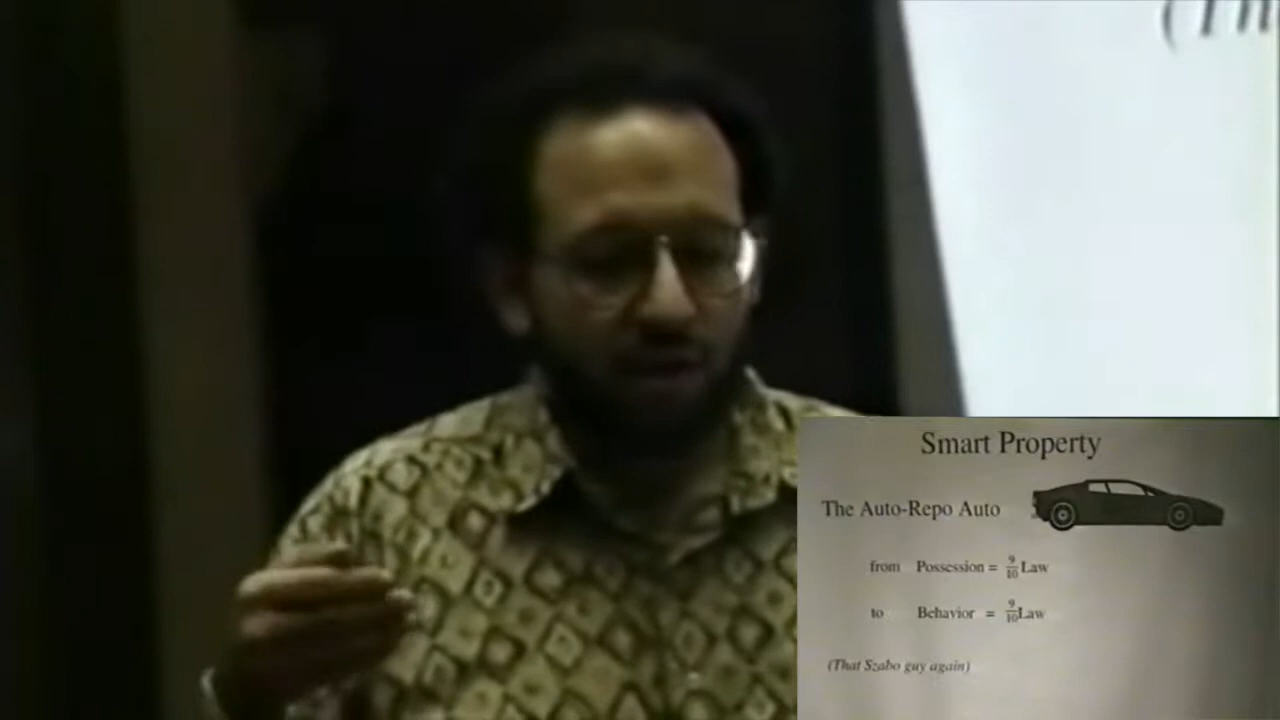 (Th
Smart Property
The Auto-Repo Auto
from Possession = 9/10 Law
to Behavior = 9/10 Law
(That Szabo guy again)